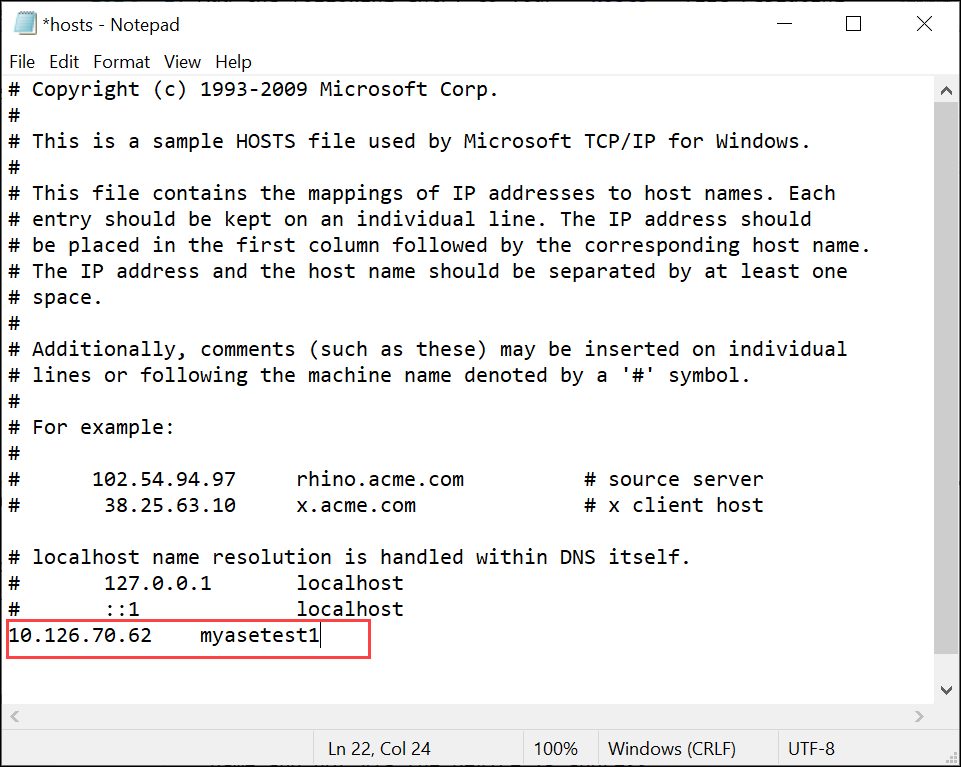 *hosts - Notepad
File Edit Format View Help
# Copyright (c) 1993-2009 Microsoft Corp.
#
# This is a sample HOSTS file used by Microsoft TCP/IP for Windows.
#
# This file contains the mappings of IP addresses to host names. Each
# entry should be kept on an individual line. The IP address should
# be placed in the first column followed by the corresponding host name.
# The IP address and the host name should be separated by at least one
# space.
#
# Additionally, comments (such as these) may be inserted on individual
# lines or following the machine name denoted by a '#' symbol.
#
# For example:
#
#      102.54.94.97     rhino.acme.com          # source server
#       38.25.63.10     x.acme.com              # x client host

# localhost name resolution is handled within DNS itself.
#       127.0.0.1       localhost
#       ::1             localhost
10.126.70.62    myasetest1
Ln 22, Col 24 100% Windows (CRLF) UTF-8